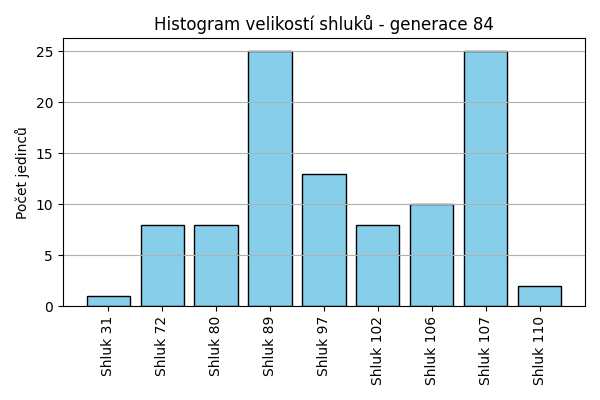 Histogram velikostí shluků - generace 84
Počet jedinců
25
20
15
10
5
0
Shluk 31
Shluk 72
Shluk 80
Shluk 89
Shluk 97
Shluk 102
Shluk 106
Shluk 107
Shluk 110